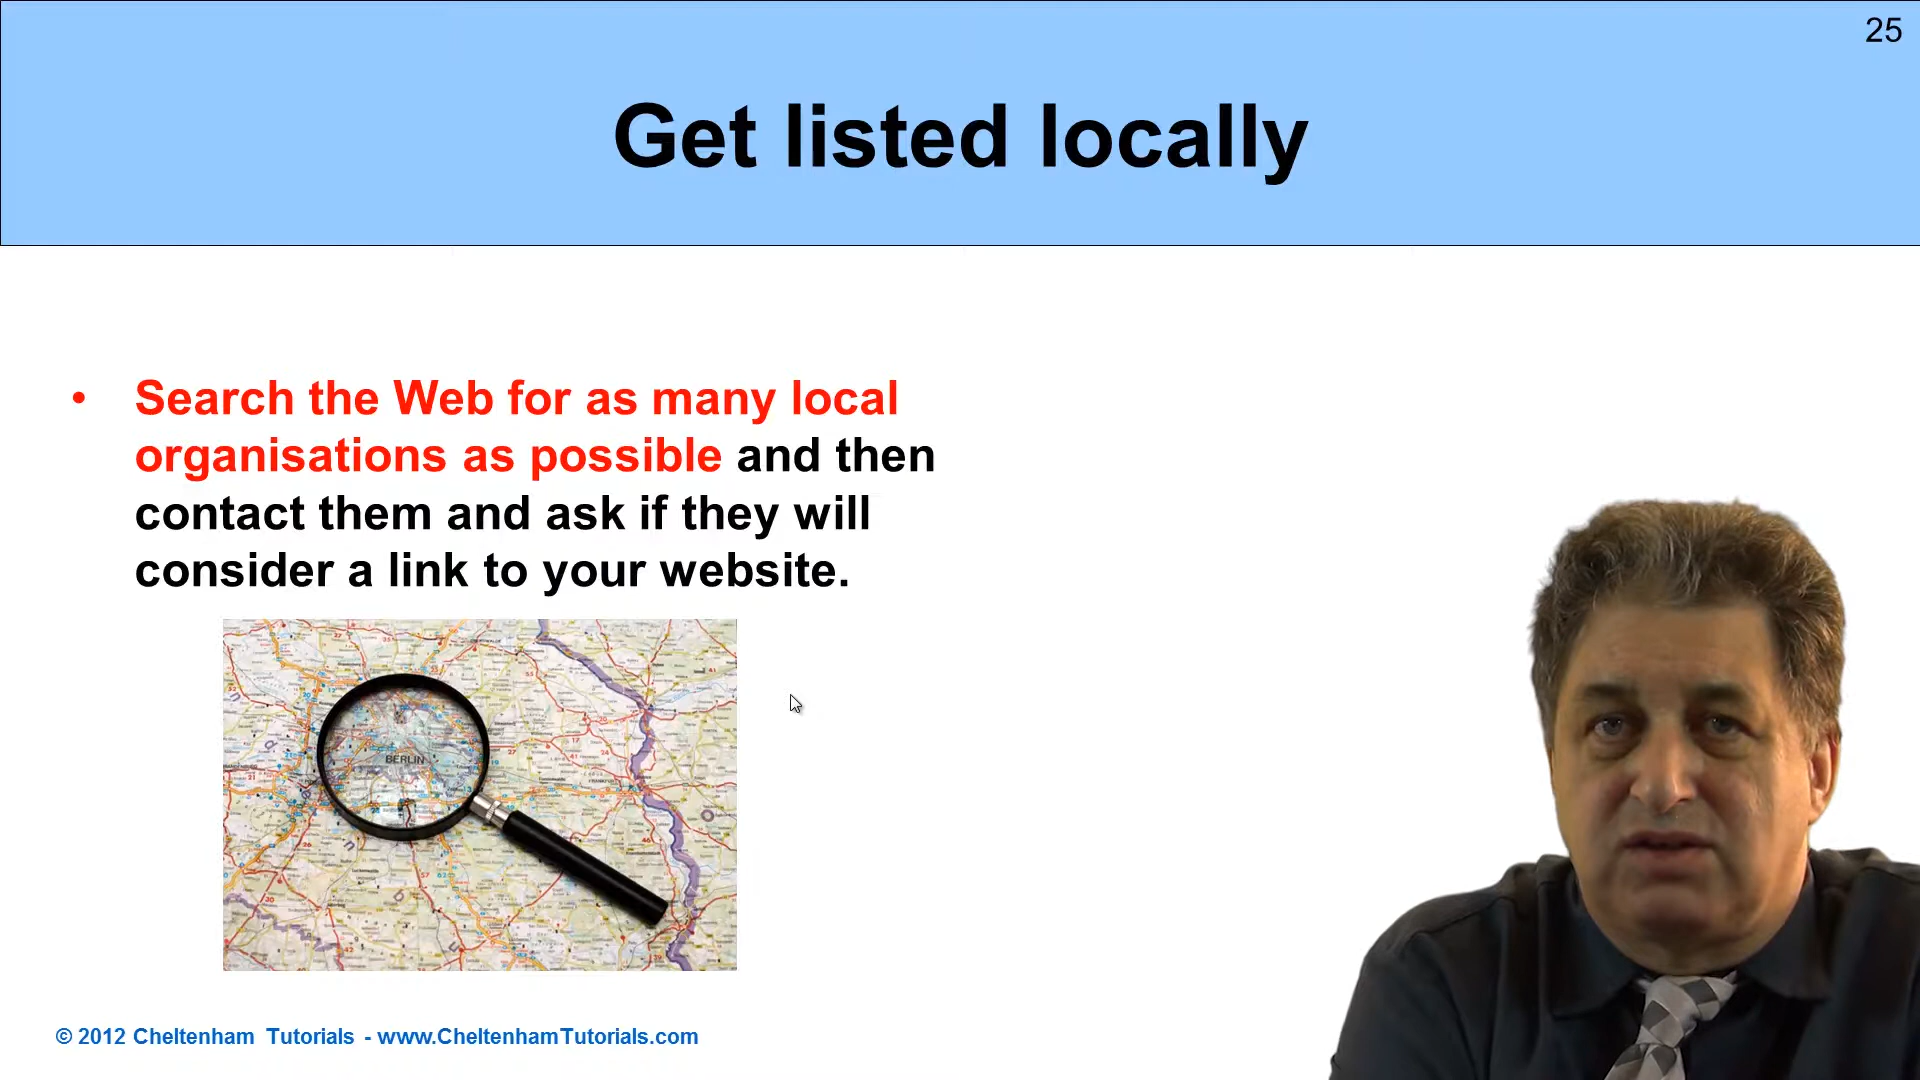 25
Get listed locally
• Search the Web for as many local
organisations as possible and then
contact them and ask if they will
consider a link to your website.
BERLIN
© 2012 Cheltenham Tutorials - www.CheltenhamTutorials.com